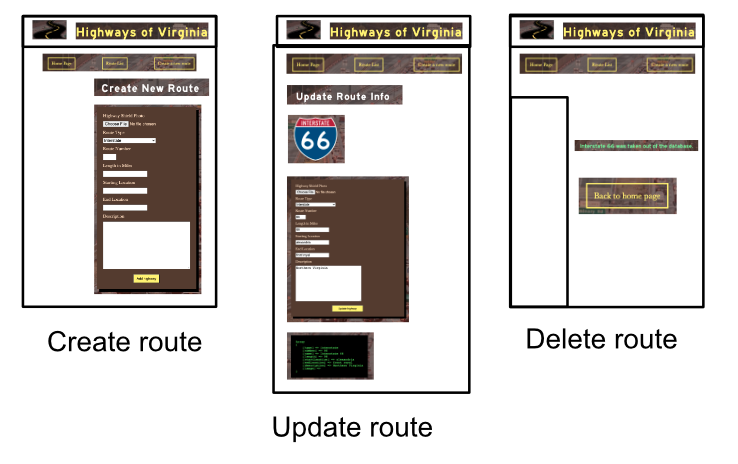 Highways of Virginia
Home Page
Route List
Create a new route
Create New Route
Highway Shield Photo
Choose File No file chosen
Route Type
Interstate
Route Number
Length in Miles
Starting Location
End Location
Description
Add Highway
Create route
Highways of Virginia
Home Page
Route List
Create a new route
Update Route Info
INTERSTATE
66
Highway Shield Photo
Choose File No file chosen
Route Type
Interstate
Route Number
66
Length in Miles
Starting Location
End Location
Description
Northern Virginia
Update Highway
Update route
Highways of Virginia
Home Page
Route List
Create a new route
Interstate 66 was taken out of the database.
Back to home page
Delete route